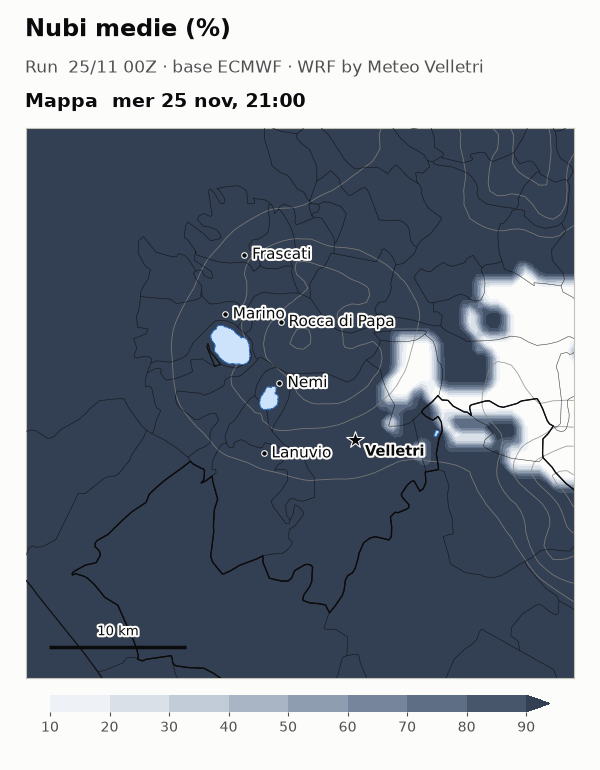 Nubi medie (%)
Run  25/11 00Z · base ECMWF · WRF by Meteo Velletri
Mappa  mer 25 nov, 21:00
Frascati
Marino
Rocca di Papa
Nemi
Velletri
Lanuvio
10 km
10 20 30 40 50 60 70 80 90